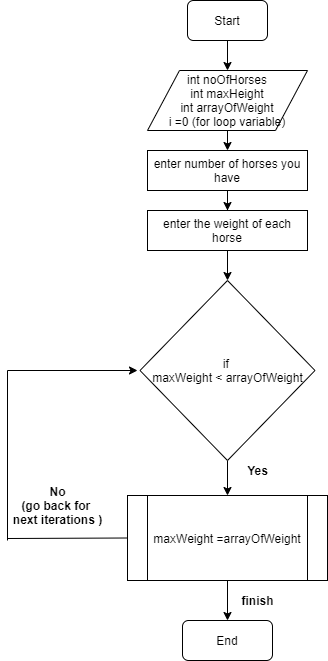 Start
int noOfHorses
int maxHeight
int arrayOfWeight
i =0 (for loop variable)
enter number of horses you
have
enter the weight of each
horse
if
maxWeight < arrayOfWeight
Yes
No
(go back for
next iterations )
maxWeight =arrayOfWeight
finish
End